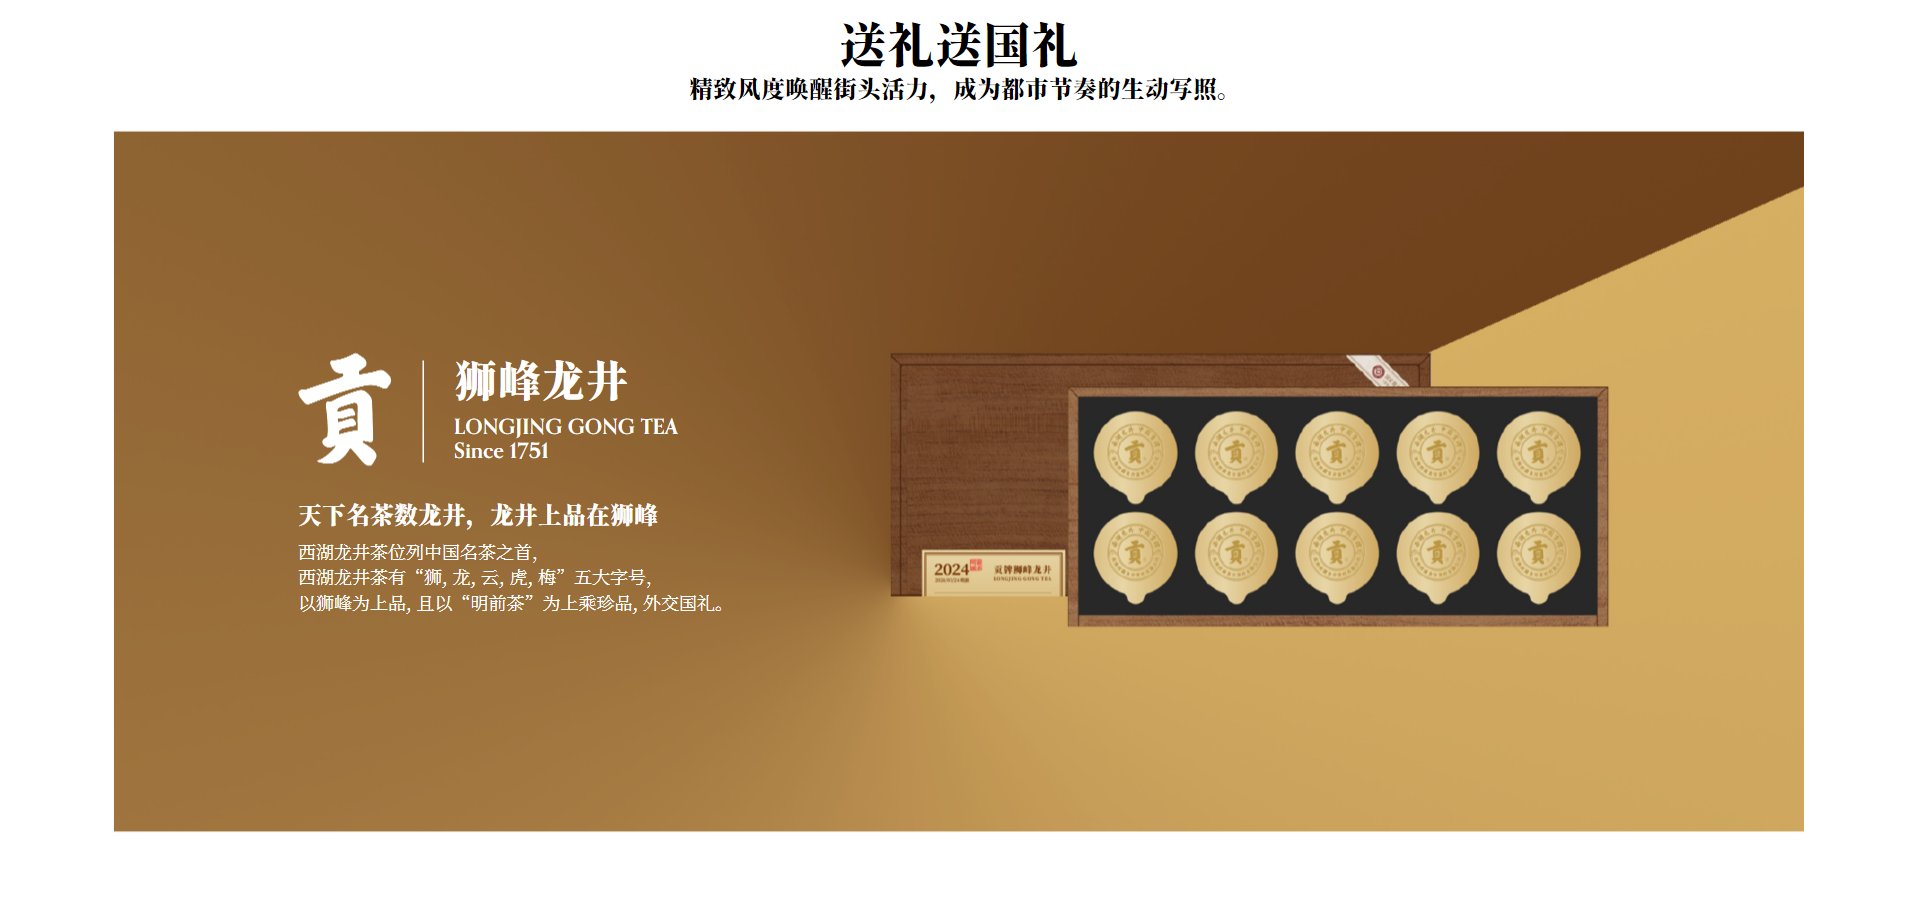 送礼送国礼
精致风度唤醒街头活力，成为都市节奏的生动写照。
貢
狮峰龙井
LONGJING GONG TEA
Since 1751
天下名茶数龙井，龙井上品在狮峰
西湖龙井茶位列中国名茶之首,
西湖龙井茶有“狮, 龙, 云, 虎, 梅”五大字号,
以狮峰为上品, 且以“明前茶”为上乘珍品, 外交国礼。
2024
貢牌狮峰龙井
LONGJING GONG TEA
貢
貢
貢
貢
貢
貢
貢
貢
貢
貢